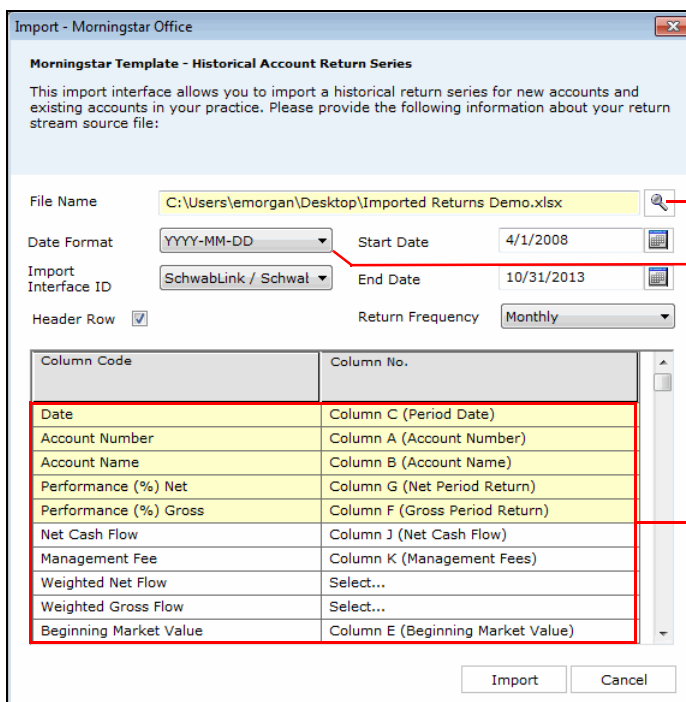 Import - Morningstar Office
Morningstar Template - Historical Account Return Series
This import interface allows you to import a historical return series for new accounts and
existing accounts in your practice. Please provide the following information about your return
stream source file:
File Name C:\Users\emorgan\Desktop\Imported Returns Demo.xlsx
Date Format YYYY-MM-DD Start Date 4/1/2008
Import
Interface ID SchwabLink / Schwal End Date 10/31/2013
Header Row Return Frequency Monthly
Column Code Column No.
Date Column C (Period Date)
Account Number Column A (Account Number)
Account Name Column B (Account Name)
Performance (%) Net Column G (Net Period Return)
Performance (%) Gross Column F (Gross Period Return)
Net Cash Flow Column J (Net Cash Flow)
Management Fee Column K (Management Fees)
Weighted Net Flow Select...
Weighted Gross Flow Select...
Beginning Market Value Column E (Beginning Market Value)
Import Cancel